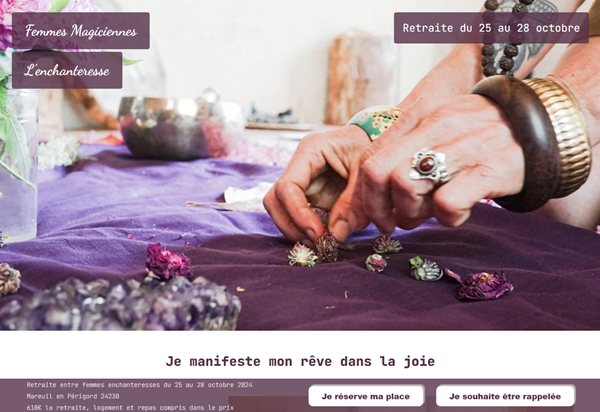 Femmes Magiciennes
Retraite du 25 au 28 octobre
L'enchanteresse
Je manifeste mon rêve dans la joie
Retraite entre femmes enchanteresses du 25 au 28 octobre 2024
Mareuil en Périgord 24230
610€ la retraite, logement et repas compris dans le prix
Je réserve ma place
Je souhaite être rappelée